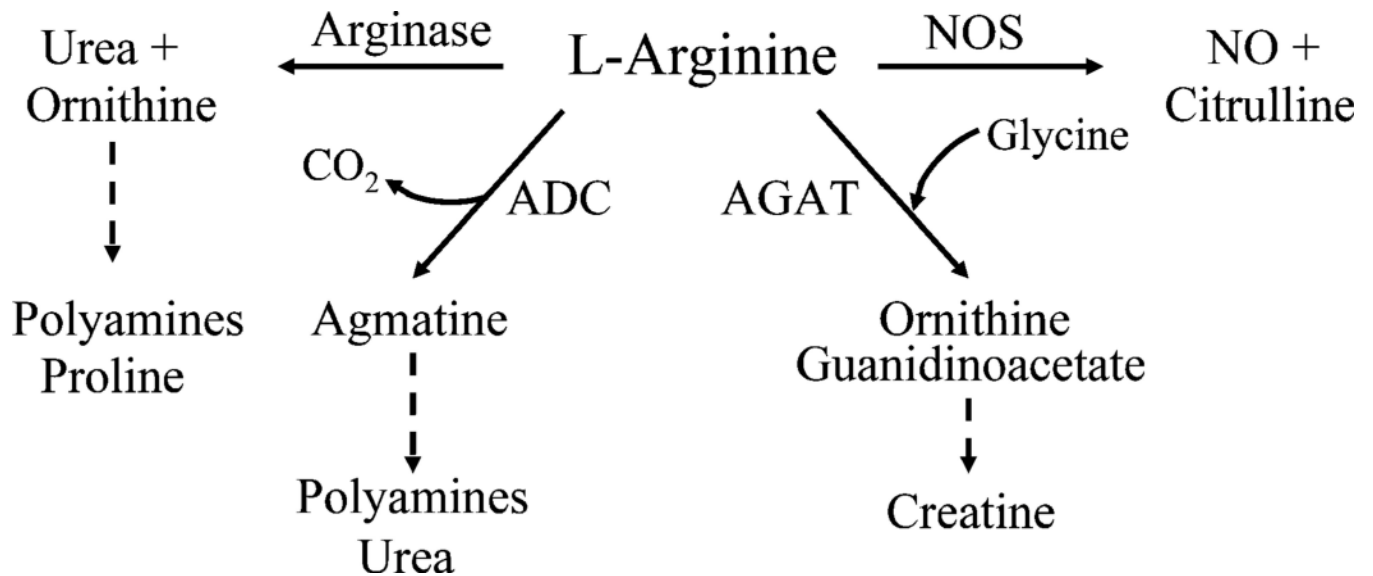 Urea +
Ornithine
Arginase
L-Arginine
NOS
NO +
Citrulline
Glycine
CO₂
ADC
AGAT
Polyamines
Proline
Agmatine
Ornithine
Guanidinoacetate
Polyamines
Urea
Creatine